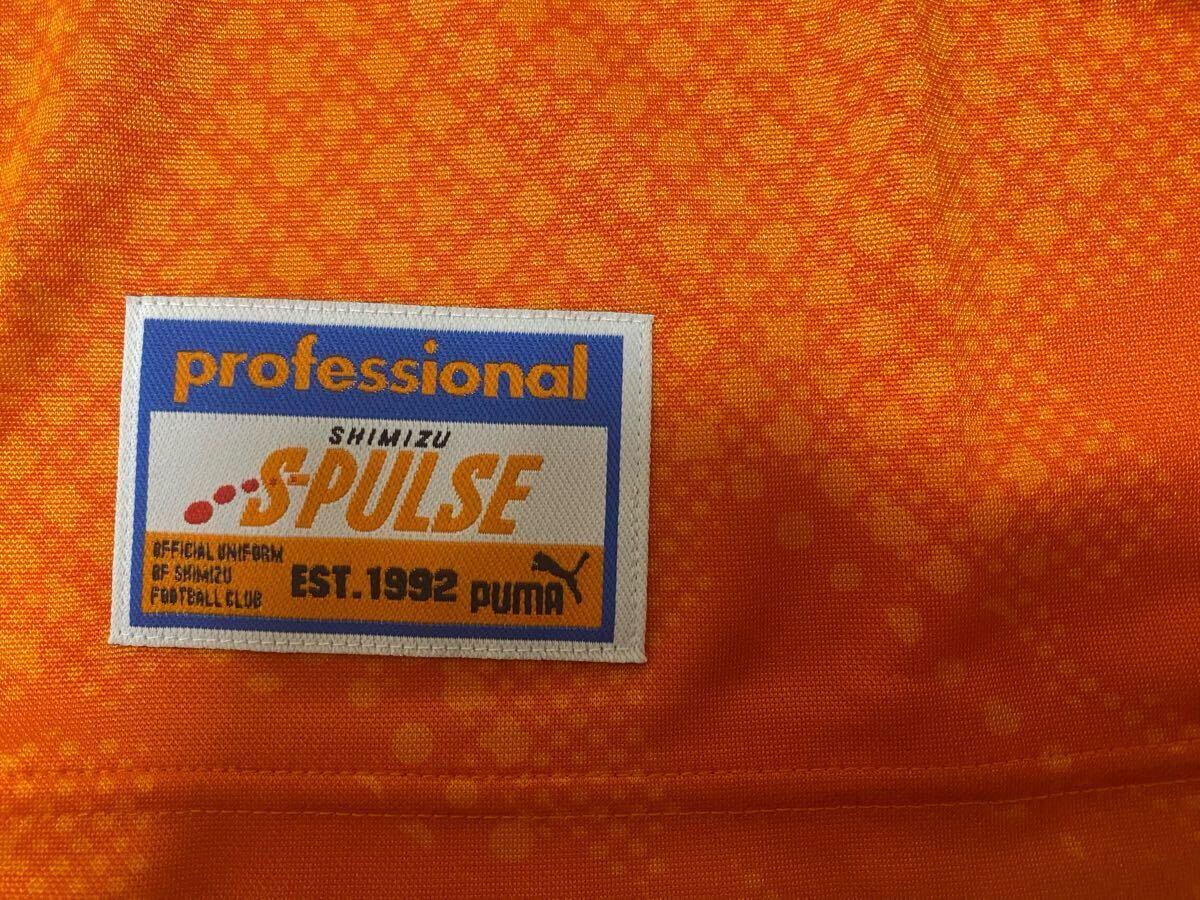 professional
SHIMIZU
S-PULSE
OFFICIAL UNIFORM
OF SHIMIZU
FOOTBALL CLUB
EST.1992
PUMA